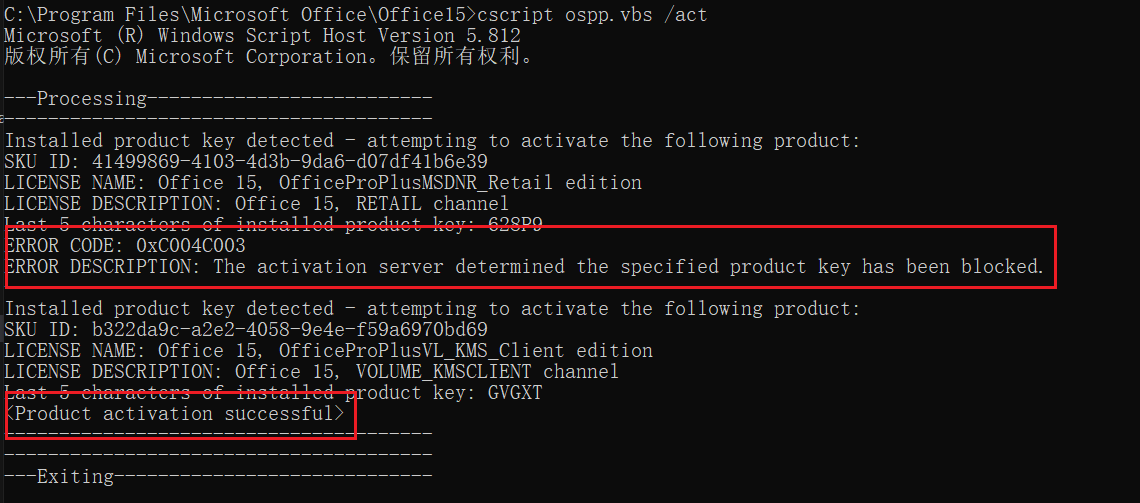 C:\Program Files\Microsoft Office\Office15>cscript ospp.vbs /act
Microsoft (R) Windows Script Host Version 5.812
版权所有(C) Microsoft Corporation。保留所有权利。
---Processing--------------------------
---------------------------------------
Installed product key detected - attempting to activate the following product:
SKU ID: 41499869-4103-4d3b-9da6-d07df41b6e39
LICENSE NAME: Office 15, OfficeProPlusMSDNR_Retail edition
LICENSE DESCRIPTION: Office 15, RETAIL channel
Last 5 characters of installed product key: 628P9
ERROR CODE: 0xC004C003
ERROR DESCRIPTION: The activation server determined the specified product key has been blocked.
Installed product key detected - attempting to activate the following product:
SKU ID: b322da9c-a2e2-4058-9e4e-f59a6970bd69
LICENSE NAME: Office 15, OfficeProPlusVL_KMS_Client edition
LICENSE DESCRIPTION: Office 15, VOLUME_KMSCLIENT channel
Last 5 characters of installed product key: GVGXT
<Product activation successful>
---------------------------------------
---------------------------------------
---Exiting-----------------------------